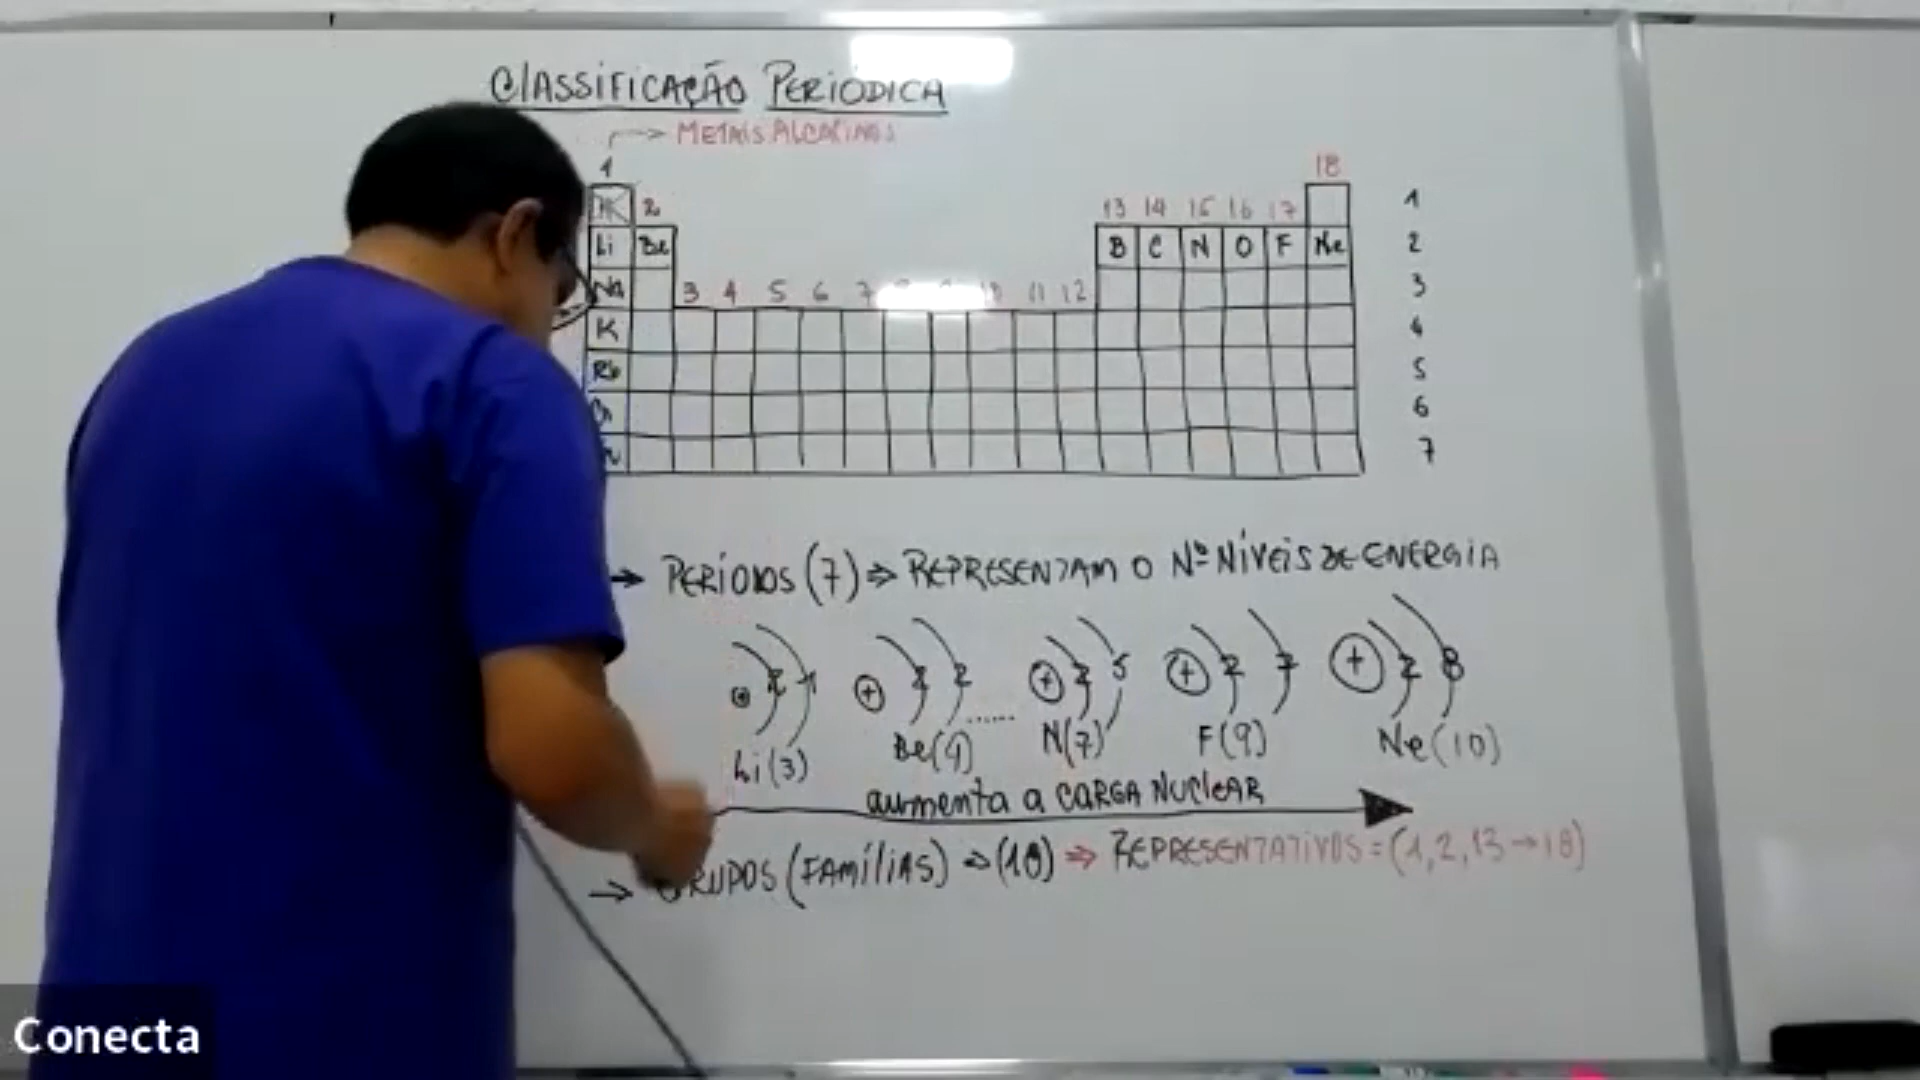 CLASSIFICAÇÃO PERIÓDICA
METAIS ALCALINOS
1 18
H 2 13 14 15 16 17 1
Li Be B C N O F Ne 2
Na 3 4 5 6 7 10 11 12 3
K 4
Rb 5
6
7
→ PERÍODOS (7) ⇒ REPRESENTAM O Nº NÍVEIS DE ENERGIA
+ 2 1 + 2 2 ...... + 2 5 + 2 7 + 2 8
Li(3) Be(4) N(7) F(9) Ne(10)
aumenta a CARGA NUCLEAR
→ GRUPOS (FAMÍLIAS) ⇒ (18) ⇒ REPRESENTATIVOS = (1, 2, 13 → 18)
Conecta